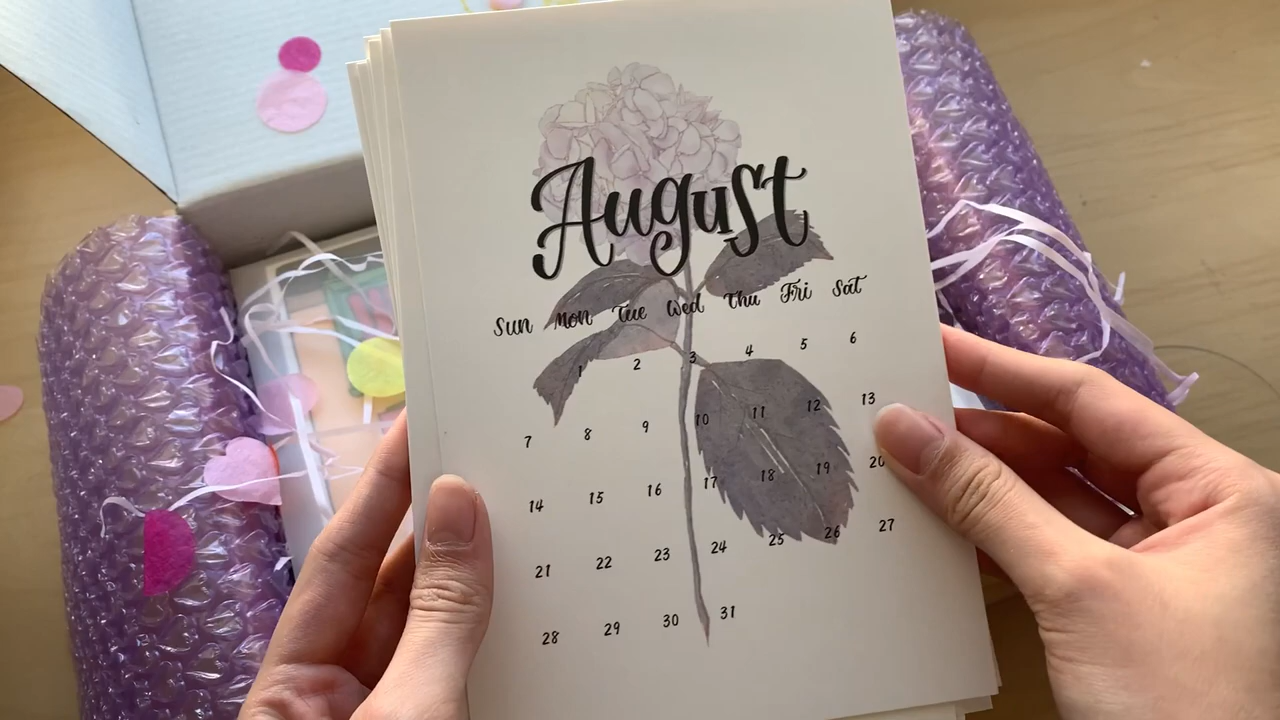 August
Sun Mon Tue Wed Thu Fri Sat
1 2 3 4 5 6
7 8 9 10 11 12 13
14 15 16 17 18 19 20
21 22 23 24 25 26 27
28 29 30 31